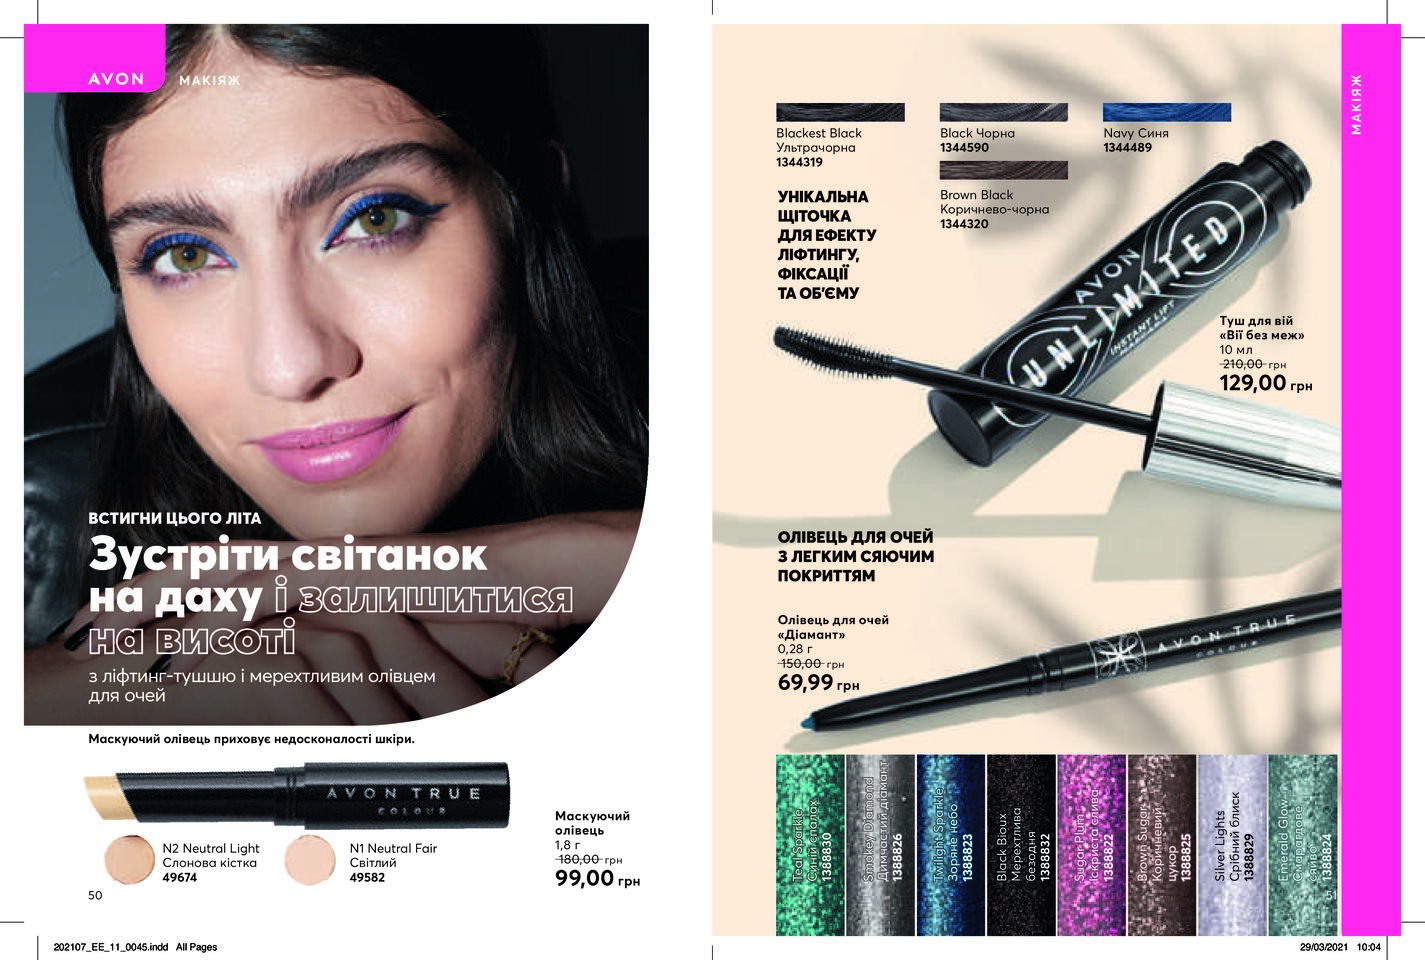 AVON
МАКІЯЖ
ВСТИГНИ ЦЬОГО ЛІТА
Зустріти світанок
на даху і залишитися
на висоті
з ліфтинг-тушшю і мерехтливим олівцем
для очей
Маскуючий олівець приховує недосконалості шкіри.
AVON TRUE
COLOUR
N2 Neutral Light
Слонова кістка
49674
N1 Neutral Fair
Світлий
49582
Маскуючий
олівець
1,8 г
180,00 грн
99,00 грн
50
МАКІЯЖ
Blackest Black
Ультрачорна
1344319
Black Чорна
1344590
Navy Синя
1344489
Brown Black
Коричнево-чорна
1344320
УНІКАЛЬНА
ЩІТОЧКА
ДЛЯ ЕФЕКТУ
ЛІФТИНГУ,
ФІКСАЦІЇ
ТА ОБ'ЄМУ
AVON
UNLIMITED
INSTANT LIFT
MASCARA
Туш для вій
«Вії без меж»
10 мл
210,00 грн
129,00 грн
ОЛІВЕЦЬ ДЛЯ ОЧЕЙ
З ЛЕГКИМ СЯЮЧИМ
ПОКРИТТЯМ
Олівець для очей
«Діамант»
0,28 г
150,00 грн
69,99 грн
AVON TRUE
COLOUR
Teal Sparkle
Синій спалах
1388830
Smokey Diamond
Димчастий діамант
1388826
Twilight Sparkle
Зоряне небо
1388823
Black Bijoux
Мерехтлива
безодня
1388832
Sugar Plum
Іскриста слива
1388822
Brown Sugar
Коричневий
цукор
1388825
Silver Lights
Срібний блиск
1388829
Emerald Glow
Смарагдове
сяйво
1388824
51
202107_EE_11_0045.indd All Pages
29/03/2021 10:04